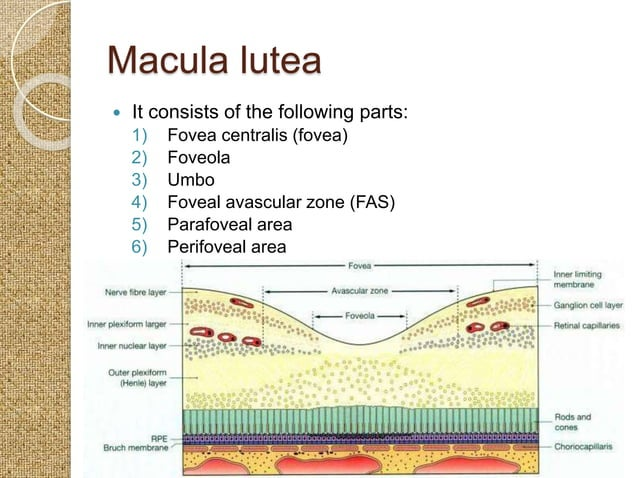 Macula lutea
• It consists of the following parts:
1) Fovea centralis (fovea)
2) Foveola
3) Umbo
4) Foveal avascular zone (FAS)
5) Parafoveal area
6) Perifoveal area
Fovea
Inner limiting
membrane
Nerve fibre layer
Avascular zone
Ganglion cell layer
Foveola
Inner plexiform larger
Retinal capillaries
Inner nuclear layer
Outer plexiform
(Henle) layer
Rods and
cones
RPE
Bruch membrane
Choriocapillaris